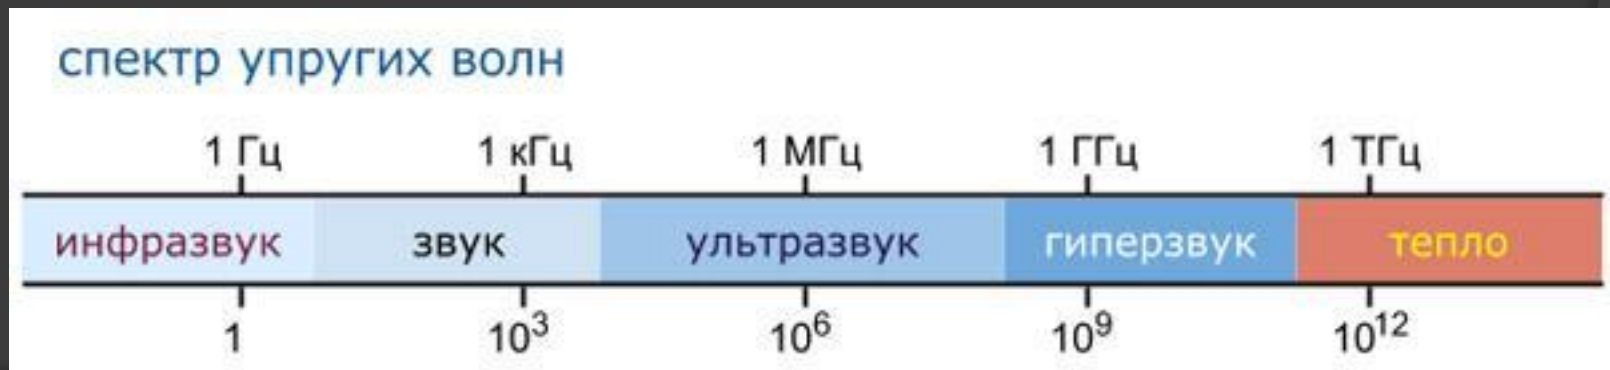 спектр упругих волн
1 Гц 1 кГц 1 МГц 1 ГГц 1 ТГц
инфразвук звук ультразвук гиперзвук тепло
1 10³ 10⁶ 10⁹ 10¹²